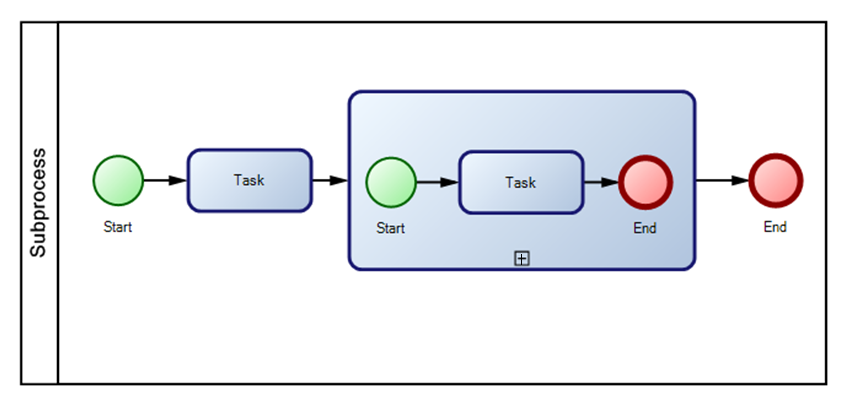 Subprocess
Task
Task
Start
Start
End
End